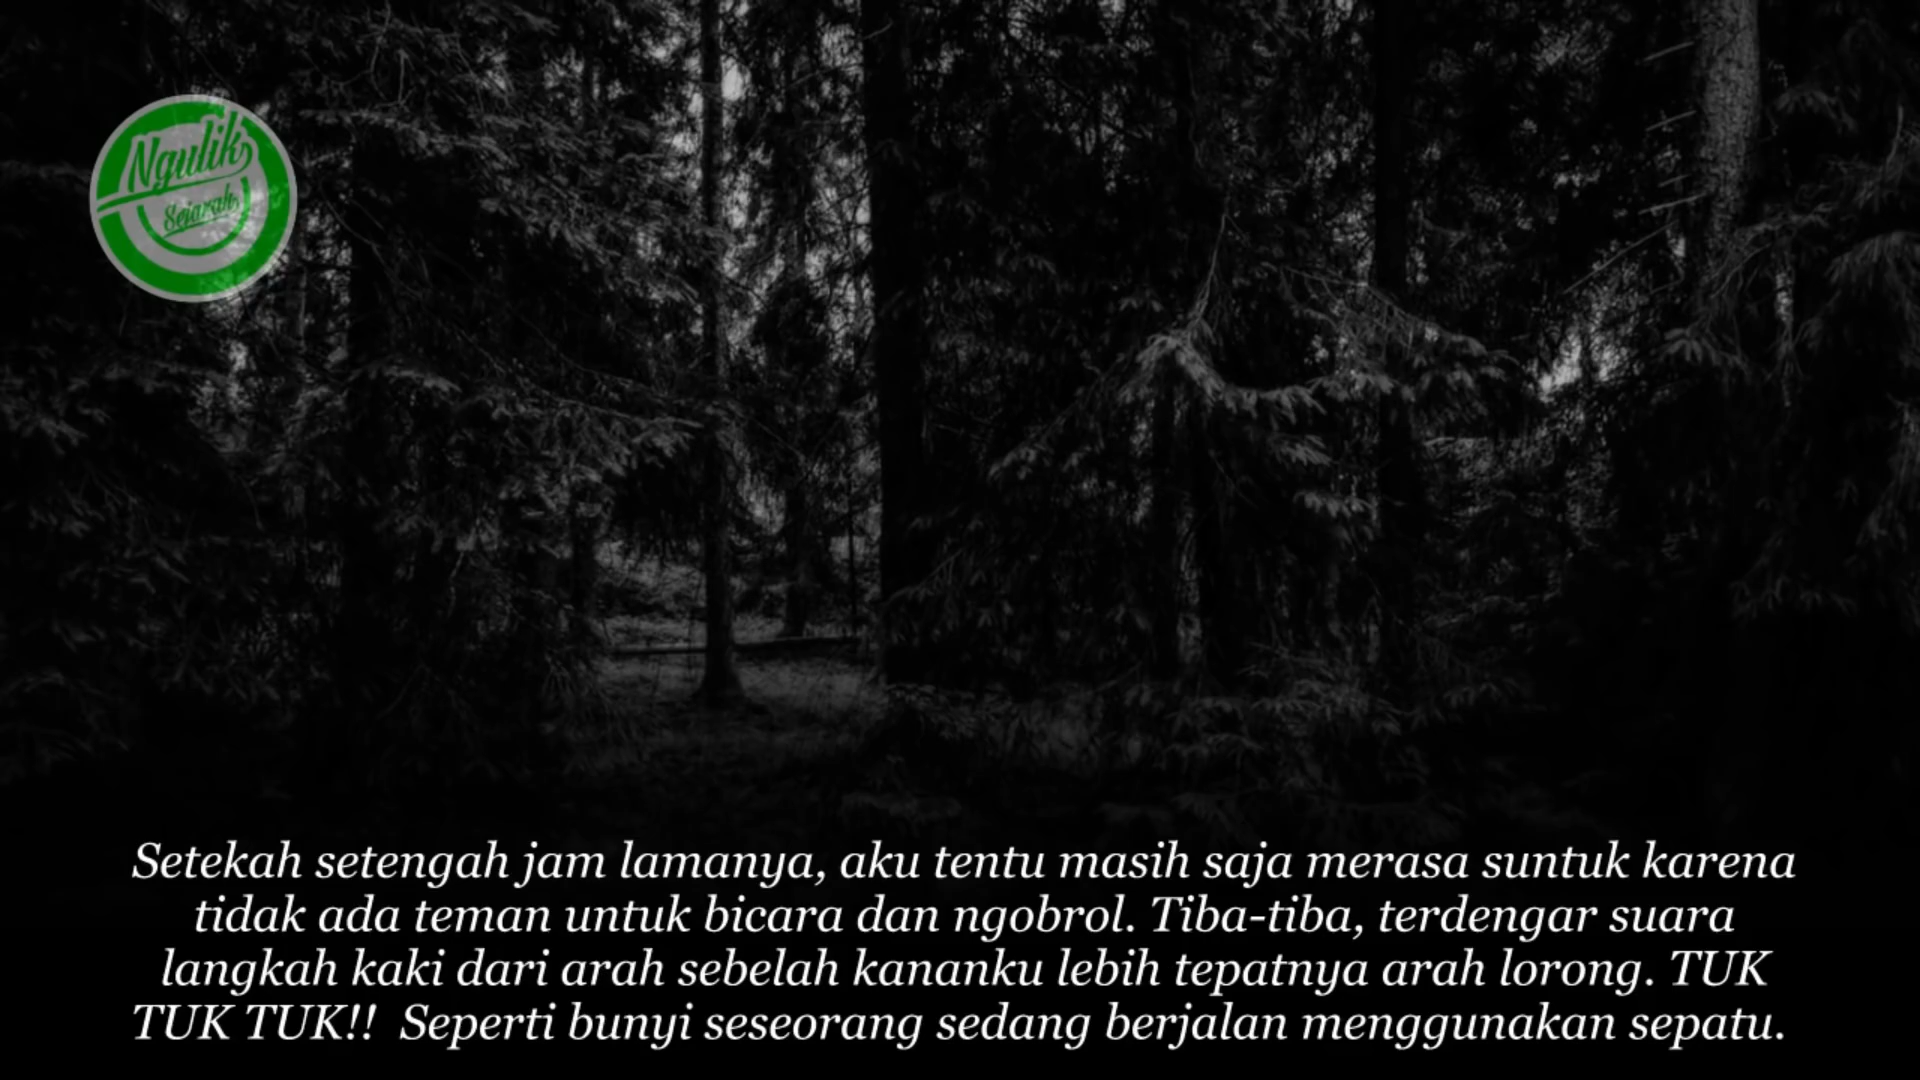 Ngulik
Sejarah
Setekah setengah jam lamanya, aku tentu masih saja merasa suntuk karena
tidak ada teman untuk bicara dan ngobrol. Tiba-tiba, terdengar suara
langkah kaki dari arah sebelah kananku lebih tepatnya arah lorong. TUK
TUK TUK!! Seperti bunyi seseorang sedang berjalan menggunakan sepatu.